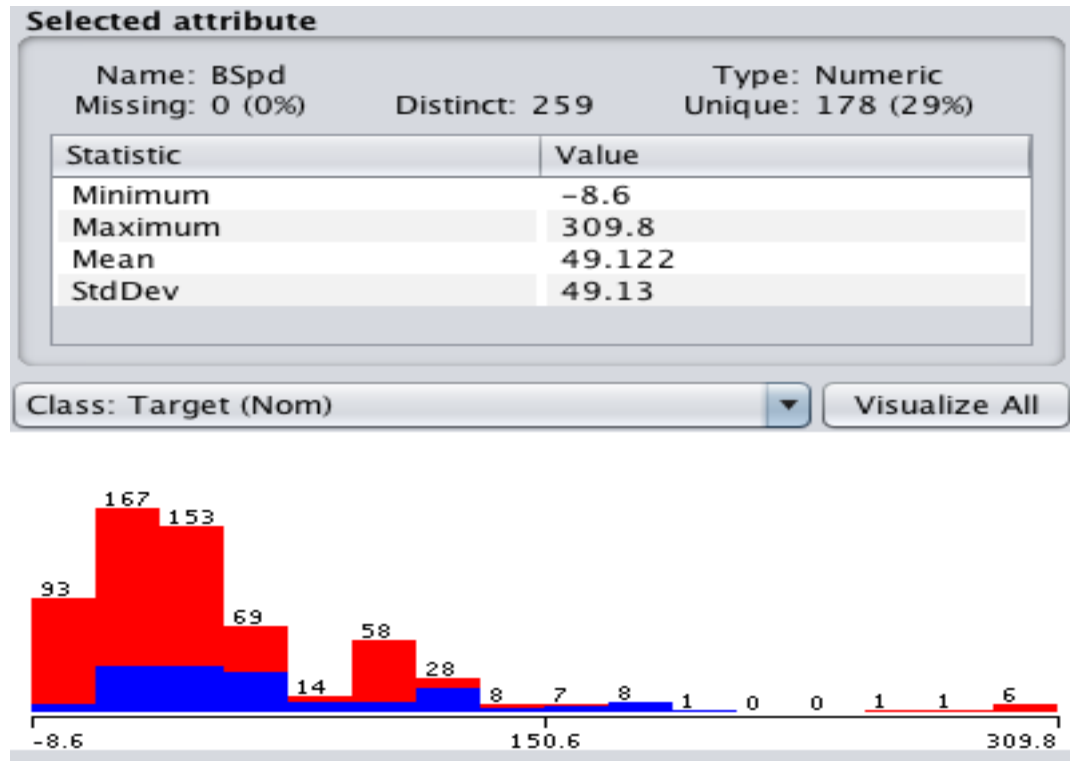 Selected attribute
Name: BSpd Type: Numeric
Missing: 0 (0%) Distinct: 259 Unique: 178 (29%)
Statistic Value
Minimum -8.6
Maximum 309.8
Mean 49.122
StdDev 49.13
Class: Target (Nom) Visualize All
93 167 153 69 14 58 28 8 7 8 1 0 0 1 1 6
-8.6 150.6 309.8